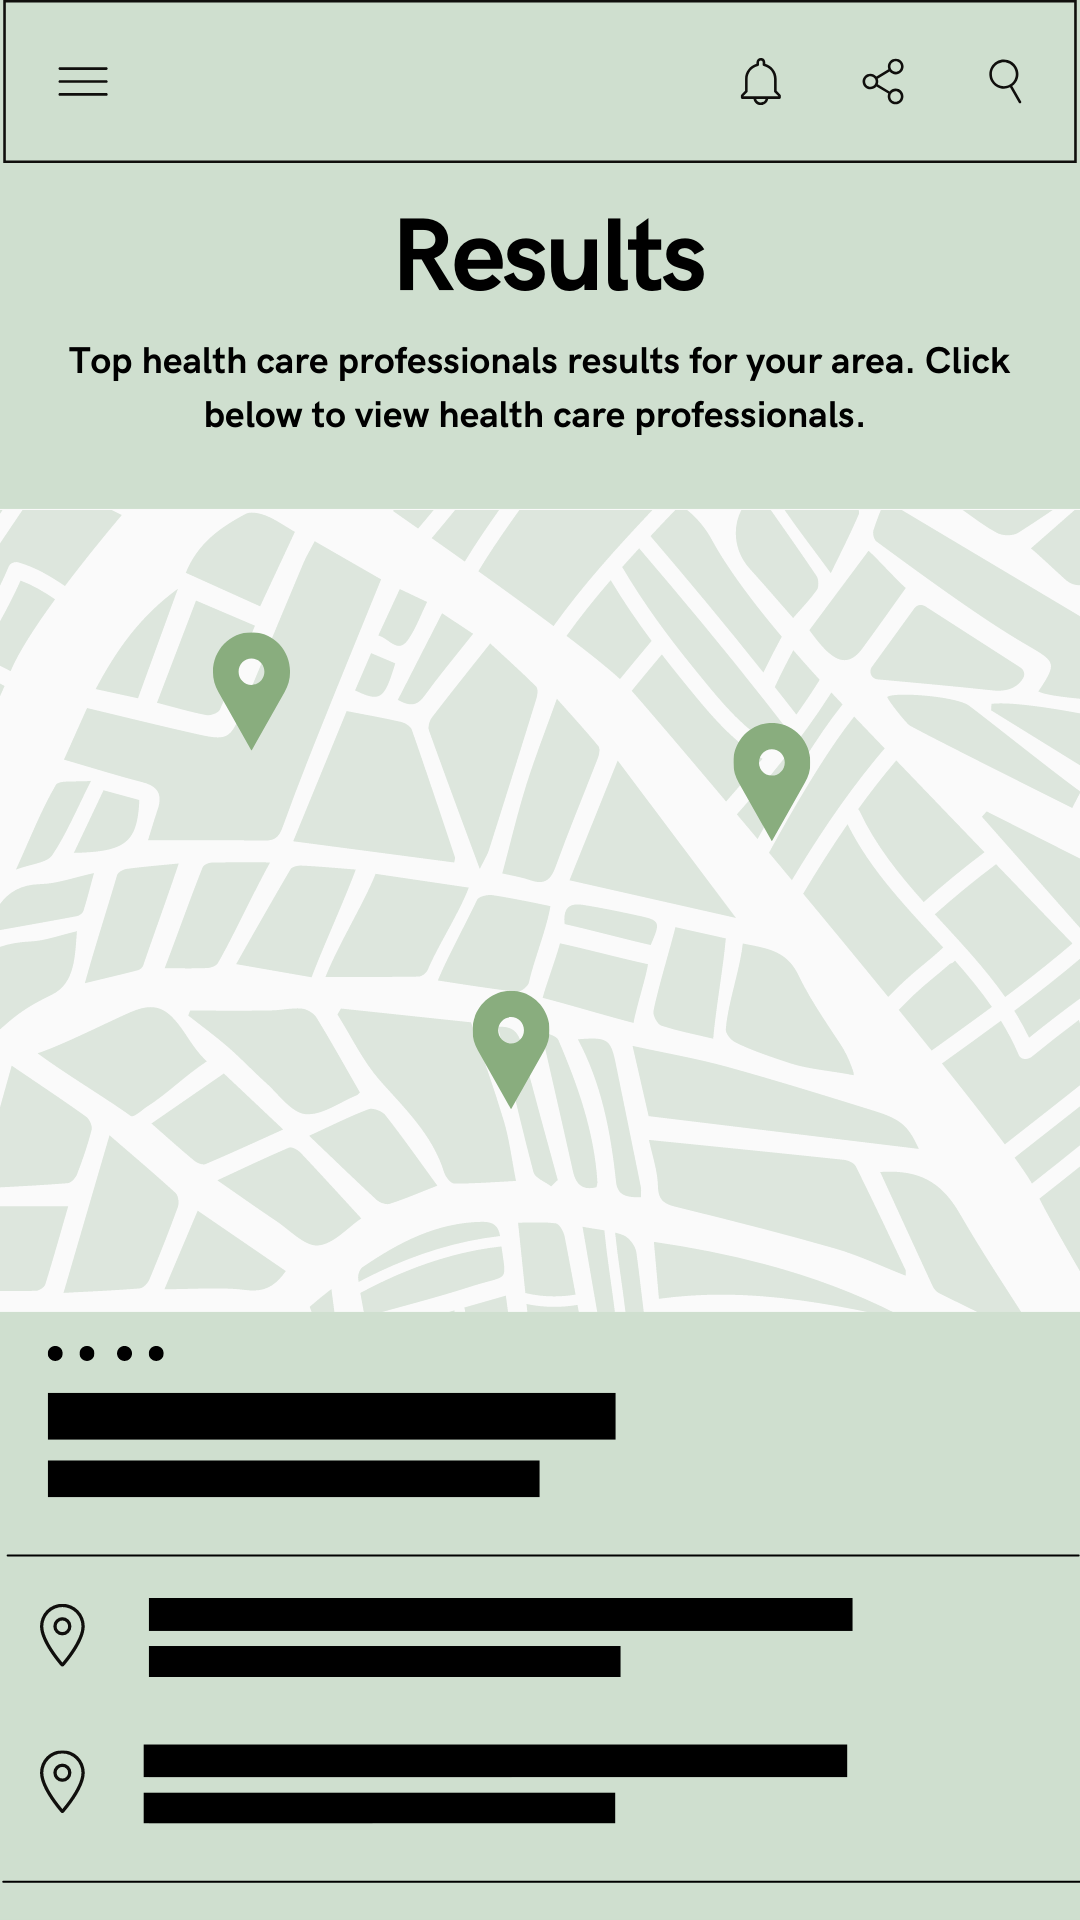 Results
Top health care professionals results for your area. Click
below to view health care professionals.